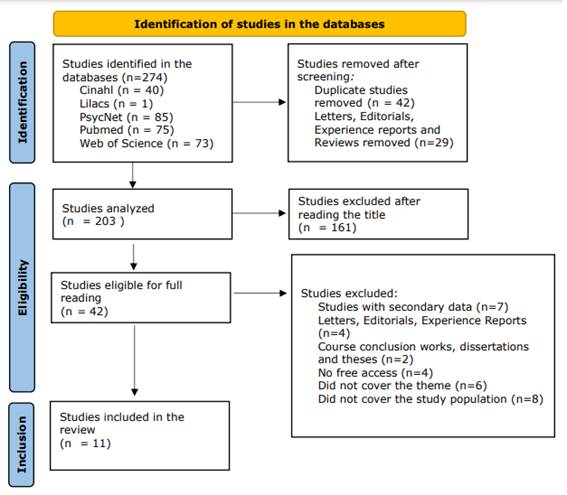 Identification of studies in the databases
Identification
Studies identified in the
databases (n=274)
Cinahl (n = 40)
Lilacs (n = 1)
PsycNet (n = 85)
Pubmed (n = 75)
Web of Science (n = 73)
Studies removed after
screening:
Duplicate studies
removed (n = 42)
Letters, Editorials,
Experience reports and
Reviews removed (n=29)
Eligibility
Studies analyzed
(n = 203 )
Studies excluded after
reading the title
(n = 161)
Studies eligible for full
reading
(n = 42)
Studies excluded:
Studies with secondary data (n=7)
Letters, Editorials, Experience Reports
(n=4)
Course conclusion works, dissertations
and theses (n=2)
No free access (n=4)
Did not cover the theme (n=6)
Did not cover the study population (n=8)
Inclusion
Studies included in the
review
(n = 11)